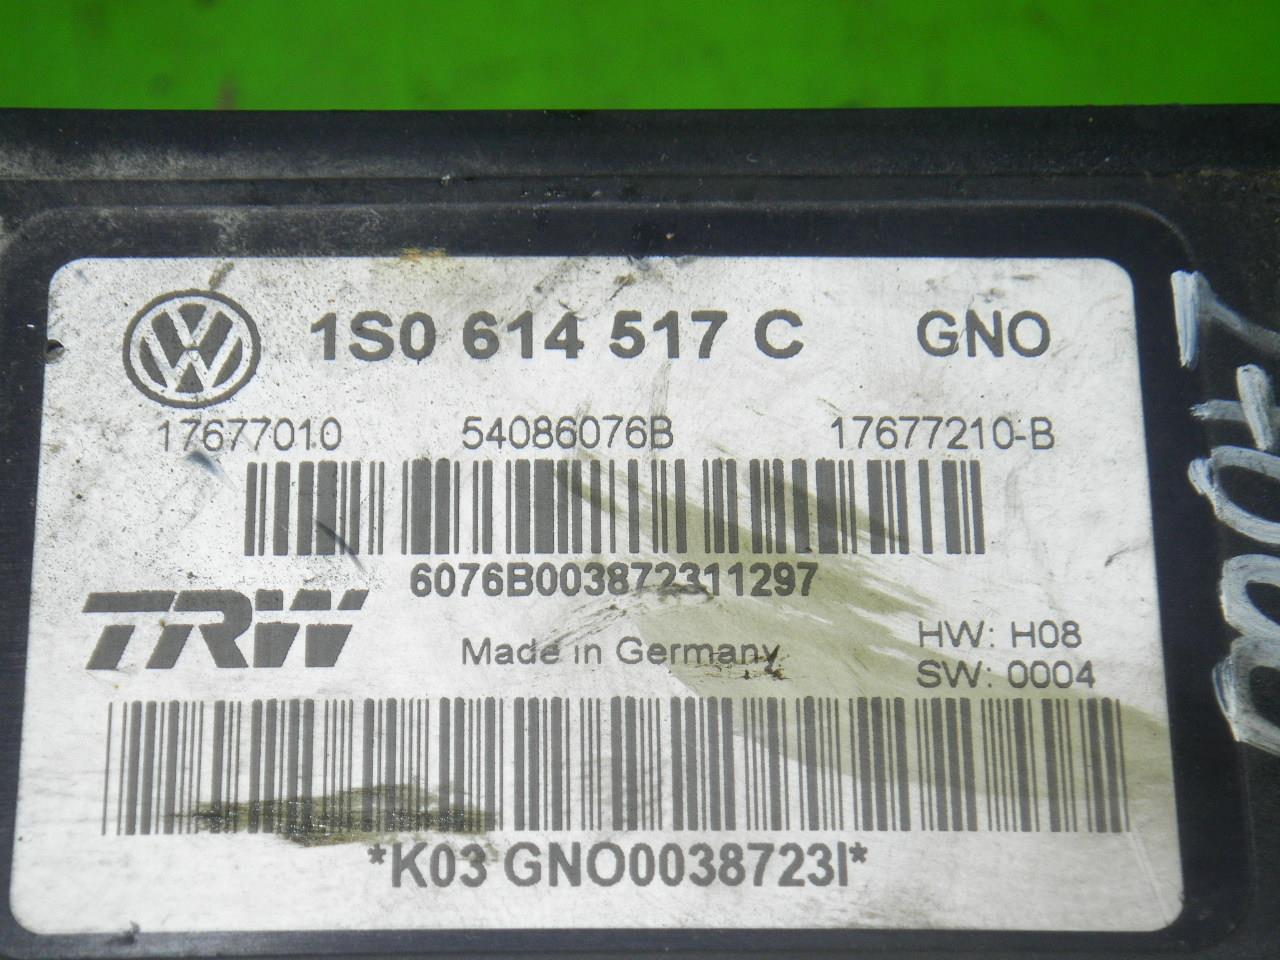 1S0 614 517 C GNO
17677010 54086076B 17677210-B
6076B003872311297
TRW
Made in Germany
HW: H08
SW: 0004
*K03 GNO0038723I*